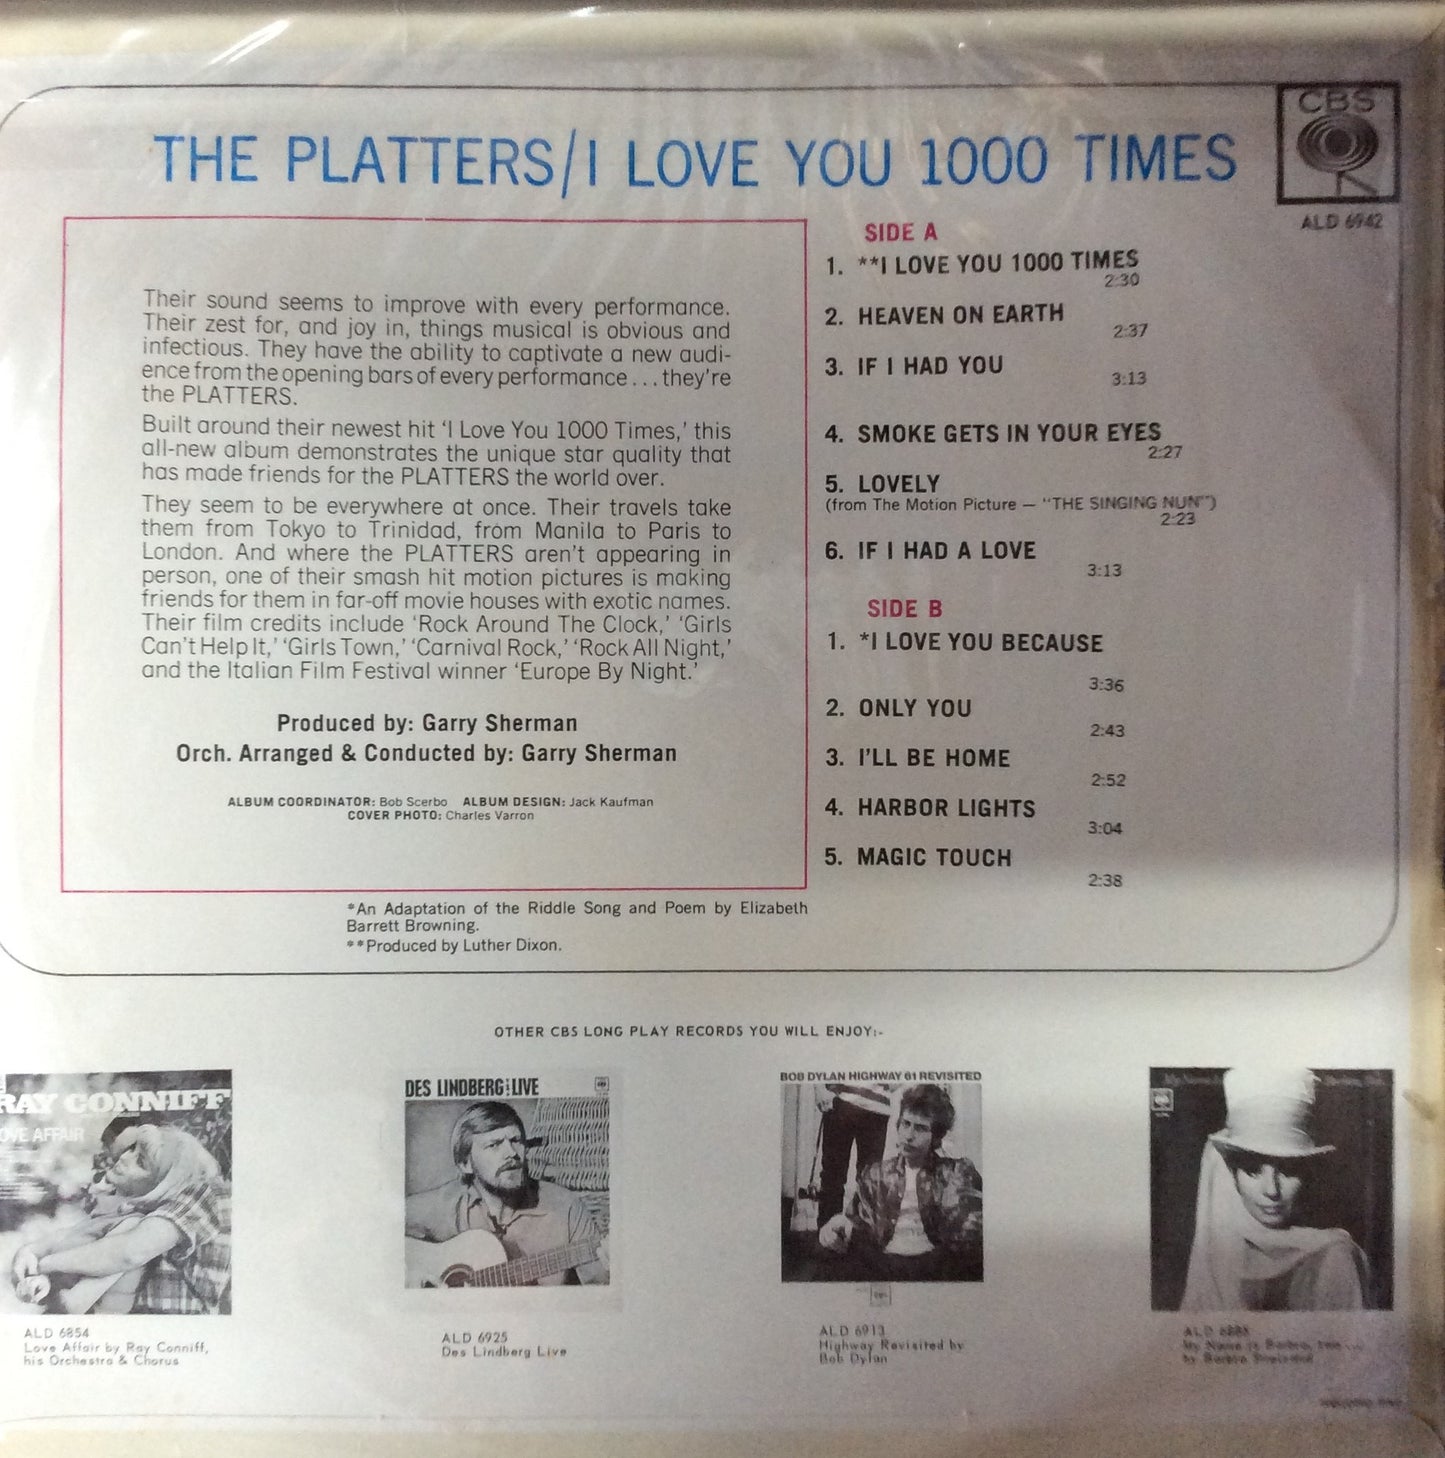 THE PLATTERS/I LOVE YOU 1000 TIMES
CBS
ALD 6942
Their sound seems to improve with every performance.
Their zest for, and joy in, things musical is obvious and
infectious. They have the ability to captivate a new audi-
ence from the opening bars of every performance...they're
the PLATTERS.
Built around their newest hit 'I Love You 1000 Times,' this
all-new album demonstrates the unique star quality that
has made friends for the PLATTERS the world over.
They seem to be everywhere at once. Their travels take
them from Tokyo to Trinidad, from Manila to Paris to
London. And where the PLATTERS aren't appearing in
person, one of their smash hit motion pictures is making
friends for them in far-off movie houses with exotic names.
Their film credits include 'Rock Around The Clock,' 'Girls
Can't Help It,' 'Girls Town,' 'Carnival Rock,' 'Rock All Night,'
and the Italian Film Festival winner 'Europe By Night.'
Produced by: Garry Sherman
Orch. Arranged & Conducted by: Garry Sherman
ALBUM COORDINATOR: Bob Scerbo ALBUM DESIGN: Jack Kaufman
COVER PHOTO: Charles Varron
SIDE A
1. **I LOVE YOU 1000 TIMES
2:30
2. HEAVEN ON EARTH
2:37
3. IF I HAD YOU
3:13
4. SMOKE GETS IN YOUR EYES
2:27
5. LOVELY
(from The Motion Picture — "THE SINGING NUN")
2:23
6. IF I HAD A LOVE
3:13
SIDE B
1. *I LOVE YOU BECAUSE
3:36
2. ONLY YOU
2:43
3. I'LL BE HOME
2:52
4. HARBOR LIGHTS
3:04
5. MAGIC TOUCH
2:38
*An Adaptation of the Riddle Song and Poem by Elizabeth
Barrett Browning.
**Produced by Luther Dixon.
OTHER CBS LONG PLAY RECORDS YOU WILL ENJOY:-
RAY CONNIFF
LOVE AFFAIR
DES LINDBERG LIVE
BOB DYLAN HIGHWAY 61 REVISITED
ALD 6854
Love Affair by Ray Conniff,
his Orchestra & Chorus
ALD 6925
Des Lindberg Live
ALD 6913
Highway Revisited by
Bob Dylan
ALD
My Name is Barbra,
by Barbra Streisand